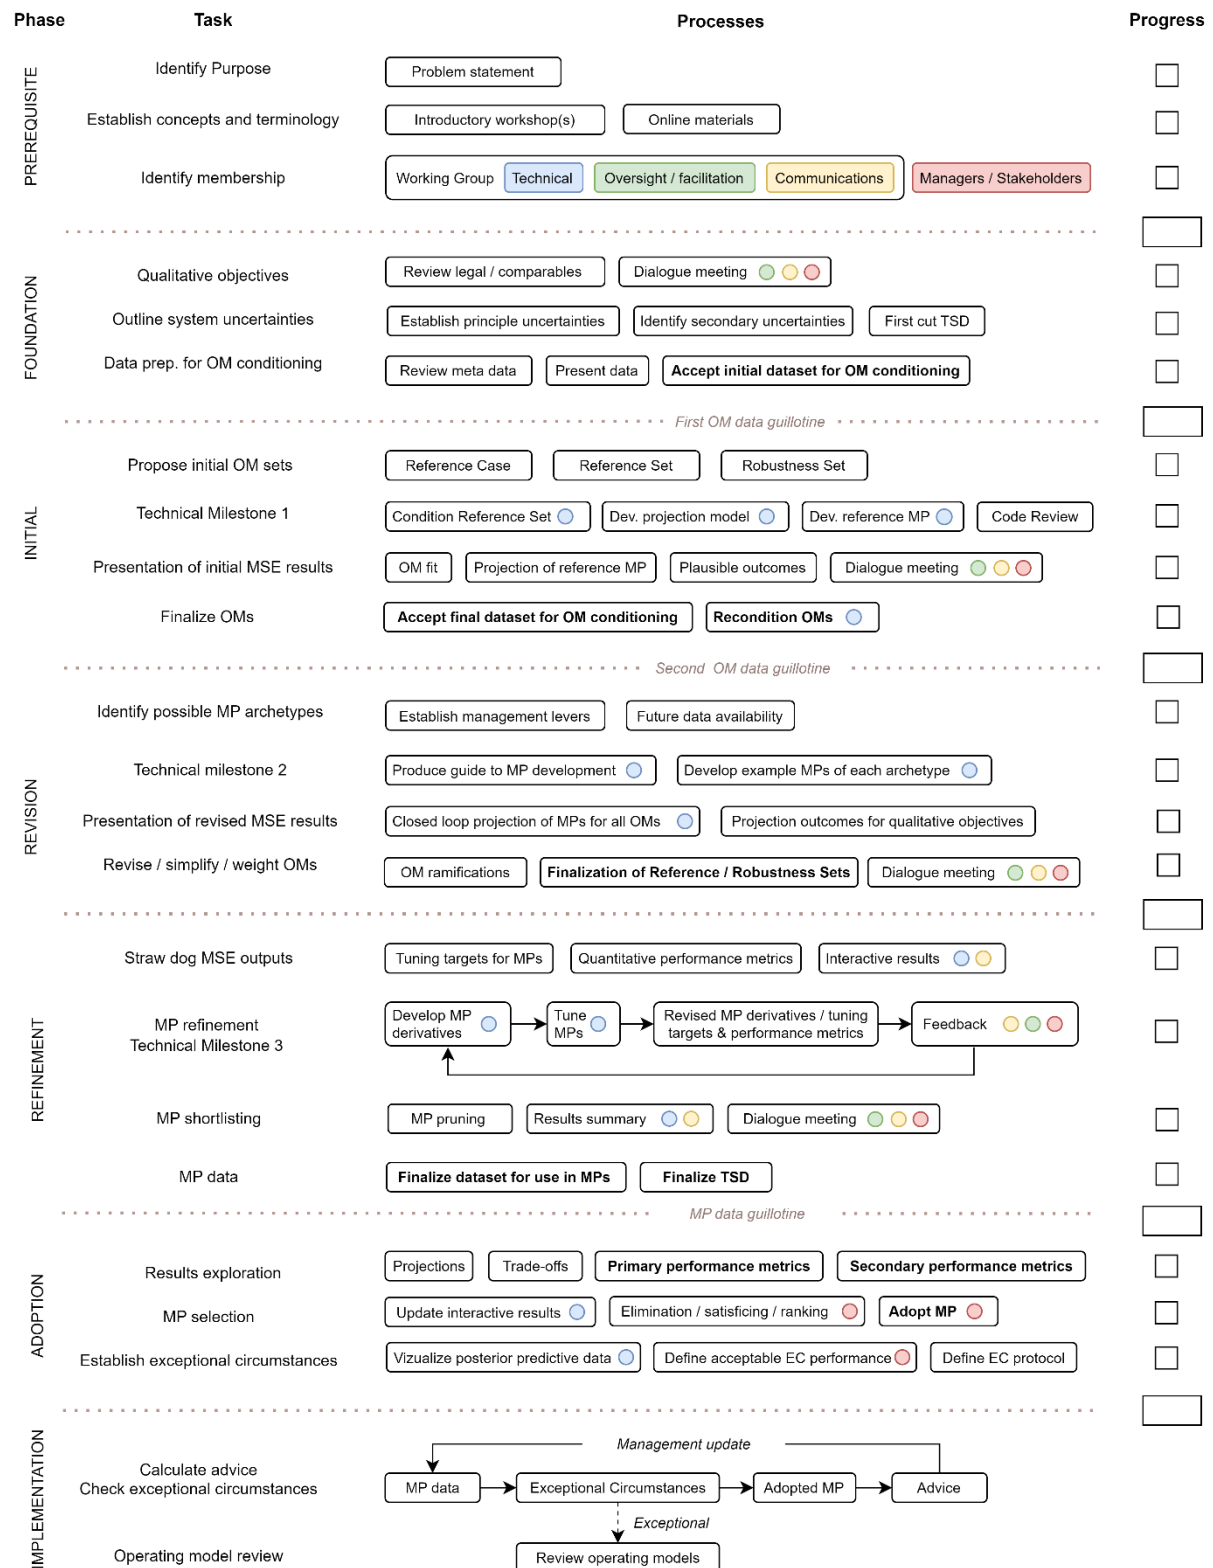 Phase Task Processes Progress
PREREQUISITE
Identify Purpose
Problem statement
Establish concepts and terminology
Introductory workshop(s)
Online materials
Identify membership
Working Group
Technical
Oversight / facilitation
Communications
Managers / Stakeholders
FOUNDATION
Qualitative objectives
Review legal / comparables
Dialogue meeting
Outline system uncertainties
Establish principle uncertainties
Identify secondary uncertainties
First cut TSD
Data prep. for OM conditioning
Review meta data
Present data
Accept initial dataset for OM conditioning
First OM data guillotine
INITIAL
Propose initial OM sets
Reference Case
Reference Set
Robustness Set
Technical Milestone 1
Condition Reference Set
Dev. projection model
Dev. reference MP
Code Review
Presentation of initial MSE results
OM fit
Projection of reference MP
Plausible outcomes
Dialogue meeting
Finalize OMs
Accept final dataset for OM conditioning
Recondition OMs
Second OM data guillotine
REVISION
Identify possible MP archetypes
Establish management levers
Future data availability
Technical milestone 2
Produce guide to MP development
Develop example MPs of each archetype
Presentation of revised MSE results
Closed loop projection of MPs for all OMs
Projection outcomes for qualitative objectives
Revise / simplify / weight OMs
OM ramifications
Finalization of Reference / Robustness Sets
Dialogue meeting
REFINEMENT
Straw dog MSE outputs
Tuning targets for MPs
Quantitative performance metrics
Interactive results
MP refinement
Technical Milestone 3
Develop MP
derivatives
Tune
MPs
Revised MP derivatives / tuning
targets & performance metrics
Feedback
MP shortlisting
MP pruning
Results summary
Dialogue meeting
MP data
Finalize dataset for use in MPs
Finalize TSD
MP data guillotine
ADOPTION
Results exploration
Projections
Trade-offs
Primary performance metrics
Secondary performance metrics
MP selection
Update interactive results
Elimination / satisficing / ranking
Adopt MP
Establish exceptional circumstances
Vizualize posterior predictive data
Define acceptable EC performance
Define EC protocol
IMPLEMENTATION
Management update
Calculate advice
Check exceptional circumstances
MP data
Exceptional Circumstances
Adopted MP
Advice
Exceptional
Operating model review
Review operating models